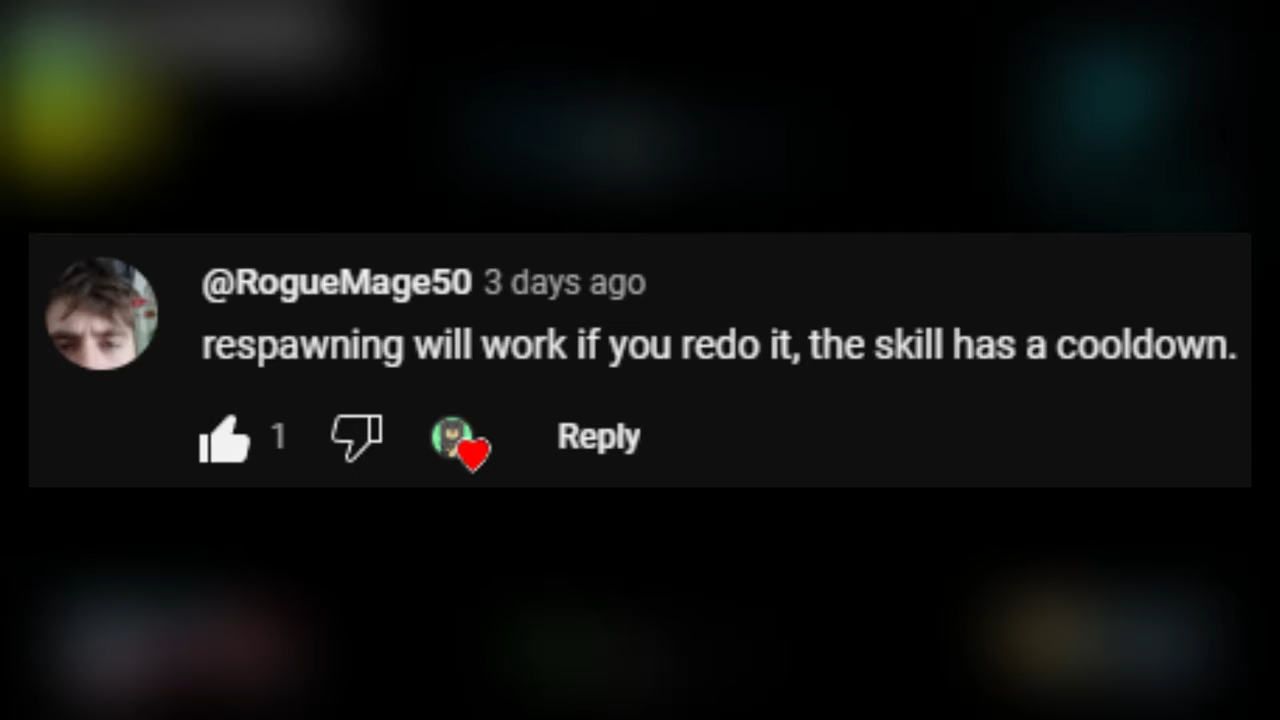 @RogueMage50 3 days ago
respawning will work if you redo it, the skill has a cooldown.
1 Reply